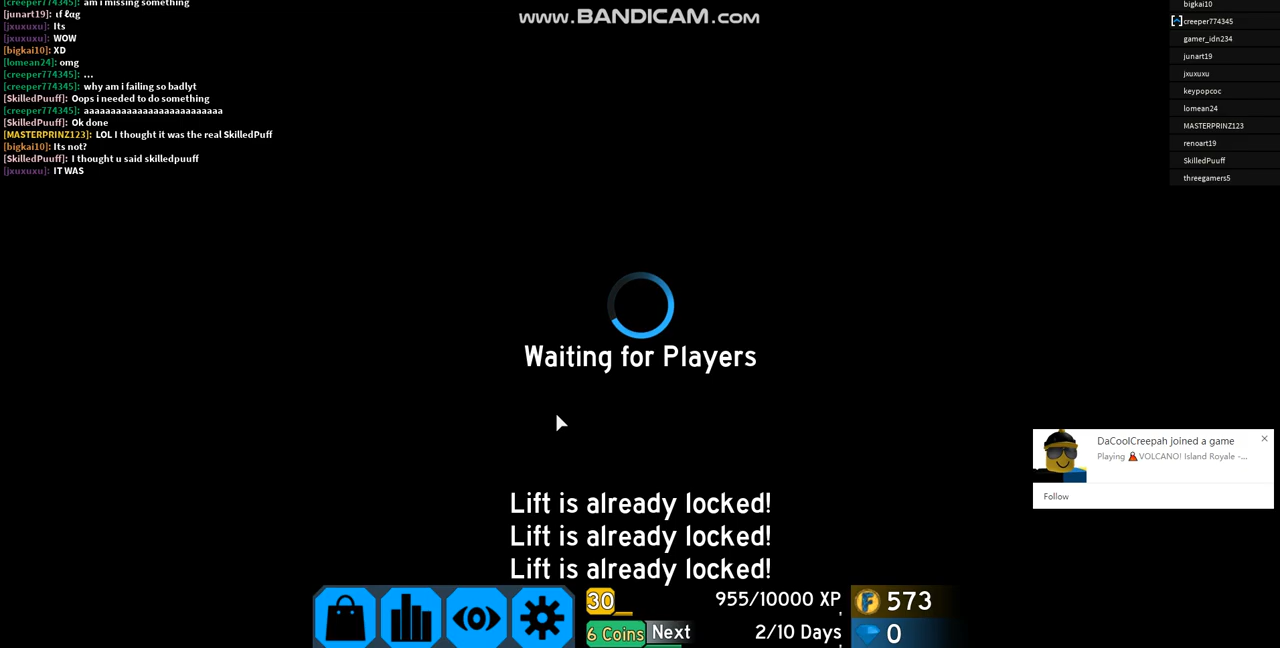 [creeper774345]: am i missing something
[junart19]: ιf ℓαg
[jxuxuxu]: Its
[jxuxuxu]: WOW
[bigkai10]: XD
[lomean24]: omg
[creeper774345]: ...
[creeper774345]: why am i failing so badlyt
[SkilledPuuff]: Oops i needed to do something
[creeper774345]: aaaaaaaaaaaaaaaaaaaaaaaaaa
[SkilledPuuff]: Ok done
[MASTERPRINZ123]: LOL I thought it was the real SkilledPuff
[bigkai10]: Its not?
[SkilledPuuff]: I thought u said skilledpuuff
[jxuxuxu]: IT WAS
www.BANDICAM.com
bigkai10
creeper774345
gamer_idn234
junart19
jxuxuxu
keypopcoc
lomean24
MASTERPRINZ123
renoart19
SkilledPuuff
threegamers5
Waiting for Players
DaCoolCreepah joined a game
Playing 🌋VOLCANO! Island Royale -...
Follow
Lift is already locked!
Lift is already locked!
Lift is already locked!
30
955/10000 XP
573
6 Coins
Next
2/10 Days
0